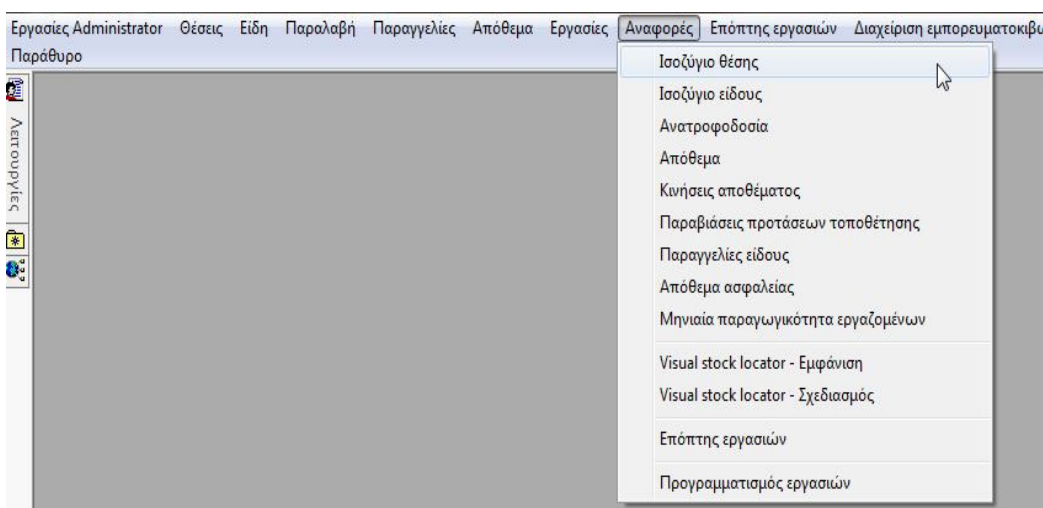 Εργασίες Administrator Θέσεις Είδη Παραλαβή Παραγγελίες Απόθεμα Εργασίες Αναφορές Επόπτης εργασιών Διαχείριση
Παράθυρο
Λειτουργίες
Ισοζύγιο θέσης
Ισοζύγιο είδους
Ανατροφοδοσία
Απόθεμα
Κινήσεις αποθέματος
Παραβιάσεις προτάσεων τοποθέτησης
Παραγγελίες είδους
Απόθεμα ασφαλείας
Μηνιαία παραγωγικότητα εργαζομένων
Visual stock locator - Εμφάνιση
Visual stock locator - Σχεδιασμός
Επόπτης εργασιών
Προγραμματισμός εργασιών